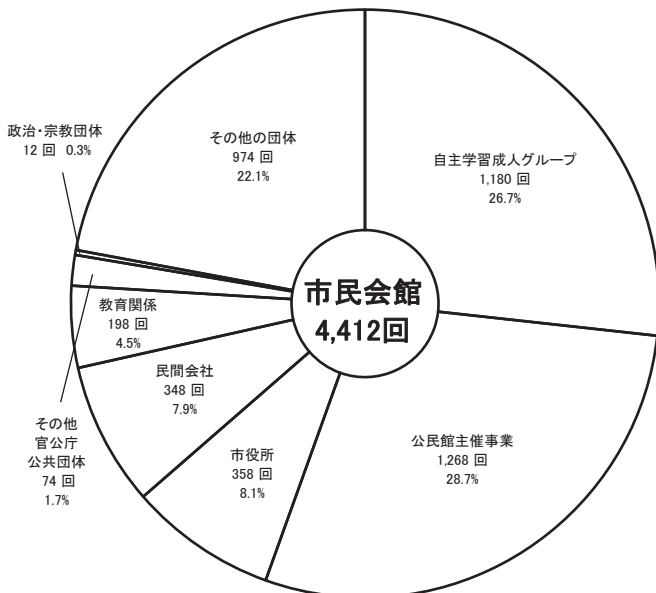 政治・宗教団体
12 回 0.3%
その他の団体
974 回
22.1%
自主学習成人グループ
1,180 回
26.7%
市民会館
4,412回
教育関係
198 回
4.5%
民間会社
348 回
7.9%
その他
官公庁
公共団体
74 回
1.7%
市役所
358 回
8.1%
公民館主催事業
1,268 回
28.7%